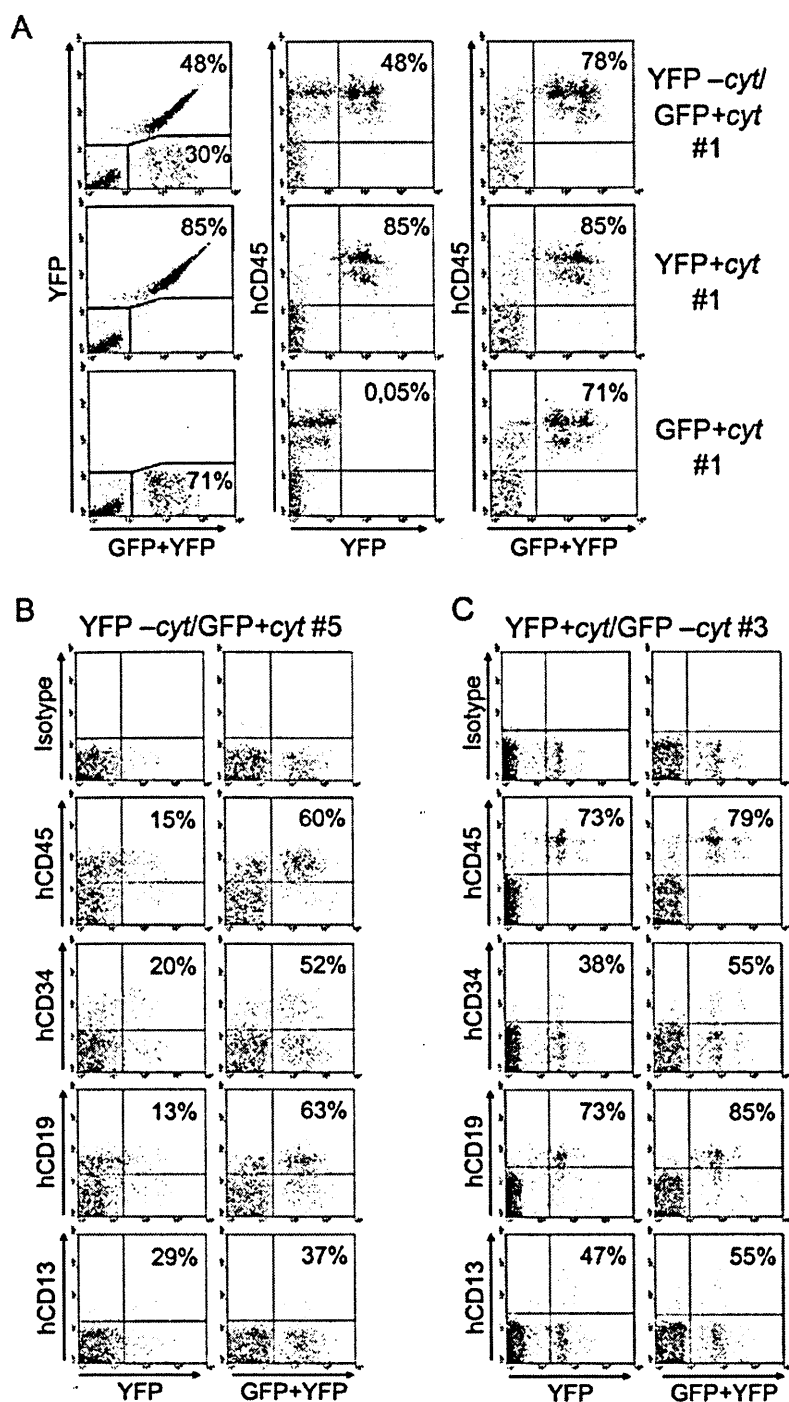 A
48%
30%
48%
78%
YFP –cyt/
GFP+cyt
#1
85%
85%
85%
YFP+cyt
#1
71%
0,05%
71%
GFP+cyt
#1
YFP
hCD45
hCD45
GFP+YFP
YFP
GFP+YFP
B
YFP –cyt/GFP+cyt #5
Isotype
hCD45
15%
60%
hCD34
20%
52%
hCD19
13%
63%
hCD13
29%
37%
YFP
GFP+YFP
C
YFP+cyt/GFP –cyt #3
Isotype
hCD45
73%
79%
hCD34
38%
55%
hCD19
73%
85%
hCD13
47%
55%
YFP
GFP+YFP